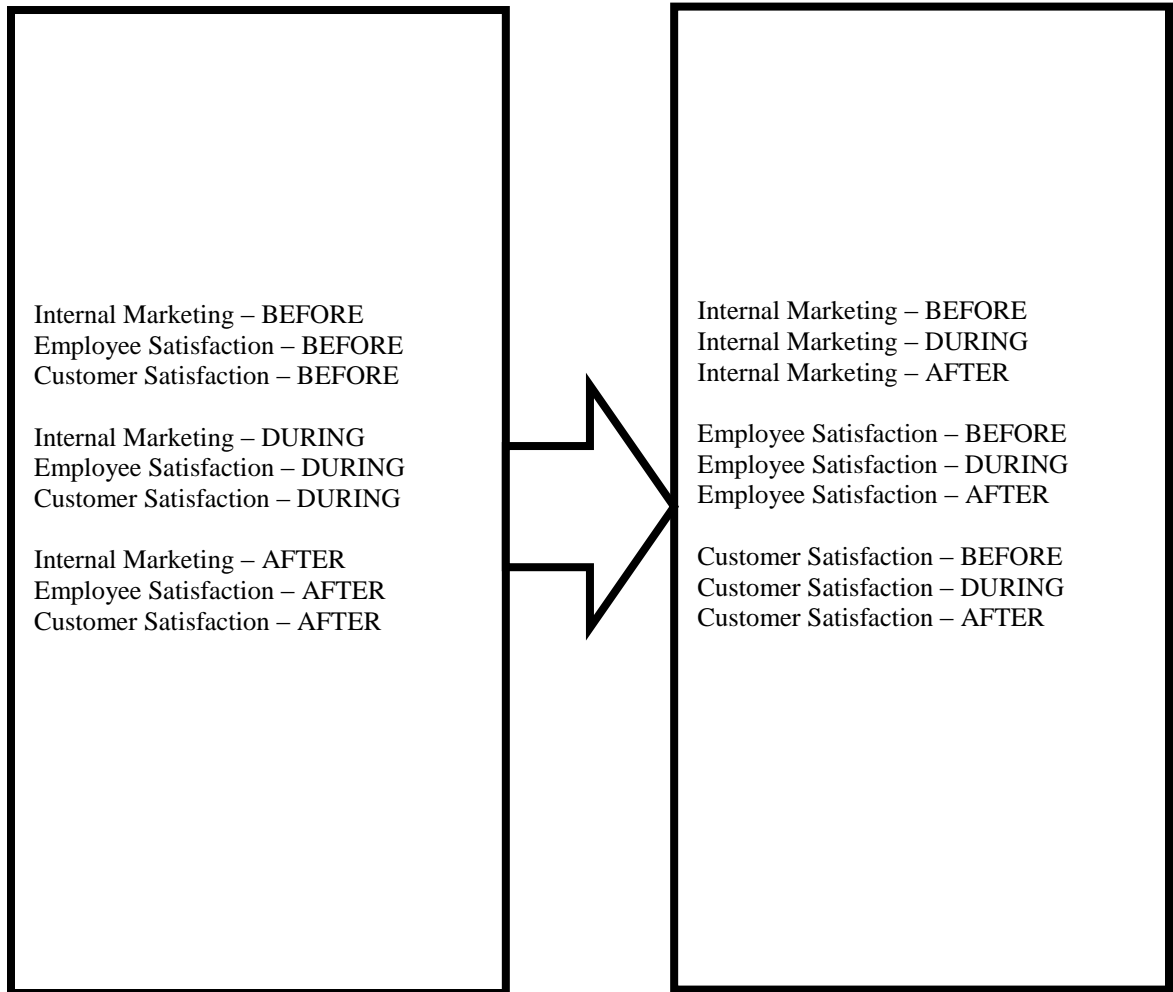 Internal Marketing – BEFORE
Employee Satisfaction – BEFORE
Customer Satisfaction – BEFORE
Internal Marketing – DURING
Employee Satisfaction – DURING
Customer Satisfaction – DURING
Internal Marketing – AFTER
Employee Satisfaction – AFTER
Customer Satisfaction – AFTER
Internal Marketing – BEFORE
Internal Marketing – DURING
Internal Marketing – AFTER
Employee Satisfaction – BEFORE
Employee Satisfaction – DURING
Employee Satisfaction – AFTER
Customer Satisfaction – BEFORE
Customer Satisfaction – DURING
Customer Satisfaction – AFTER